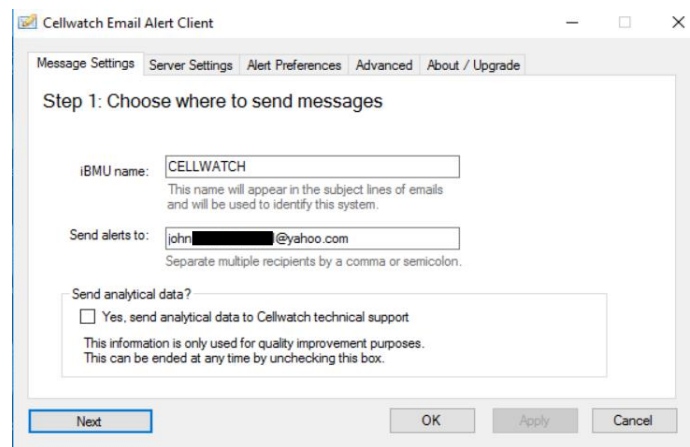 Cellwatch Email Alert Client
Message Settings Server Settings Alert Preferences Advanced About / Upgrade
Step 1: Choose where to send messages
iBMU name: CELLWATCH
This name will appear in the subject lines of emails
and will be used to identify this system.
Send alerts to: john @yahoo.com
Separate multiple recipients by a comma or semicolon.
Send analytical data?
Yes, send analytical data to Cellwatch technical support
This information is only used for quality improvement purposes.
This can be ended at any time by unchecking this box.
Next OK Apply Cancel